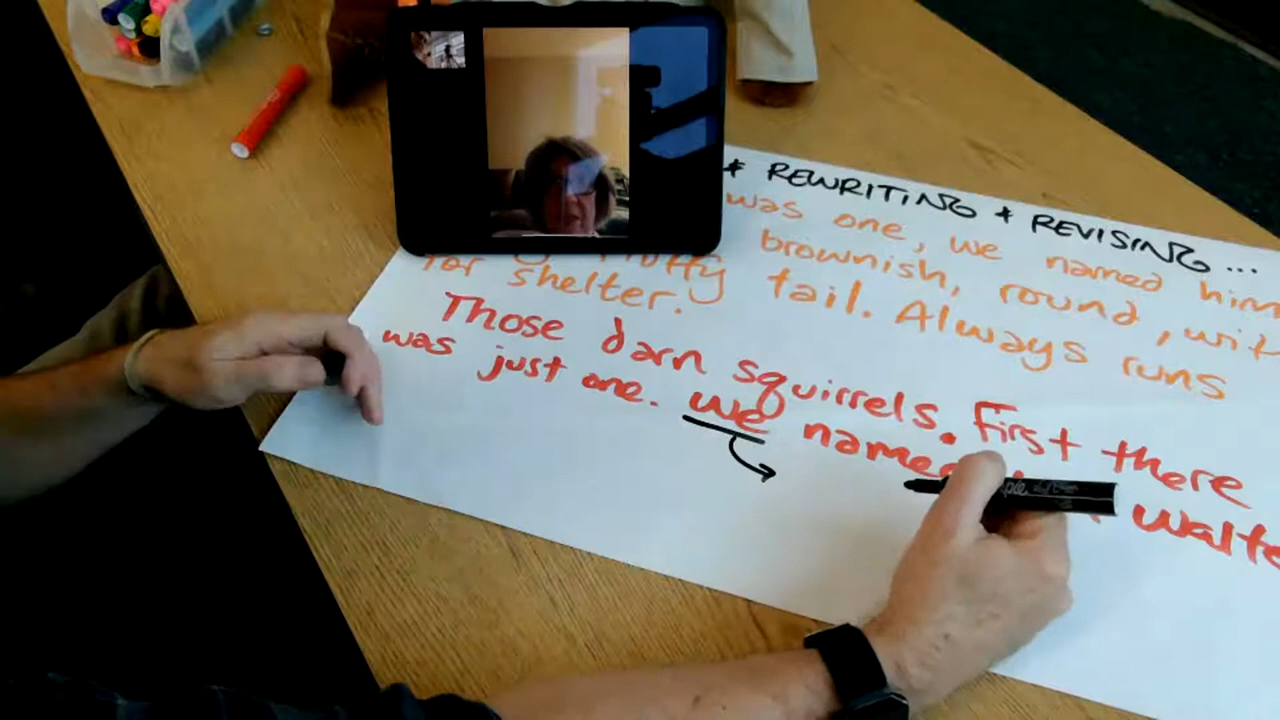 * REWRITING * REVISING...
was one, we named him
brownish, round, with
fluffy tail. Always runs
for shelter.
Those darn squirrels. First there
was just one. We named Walte